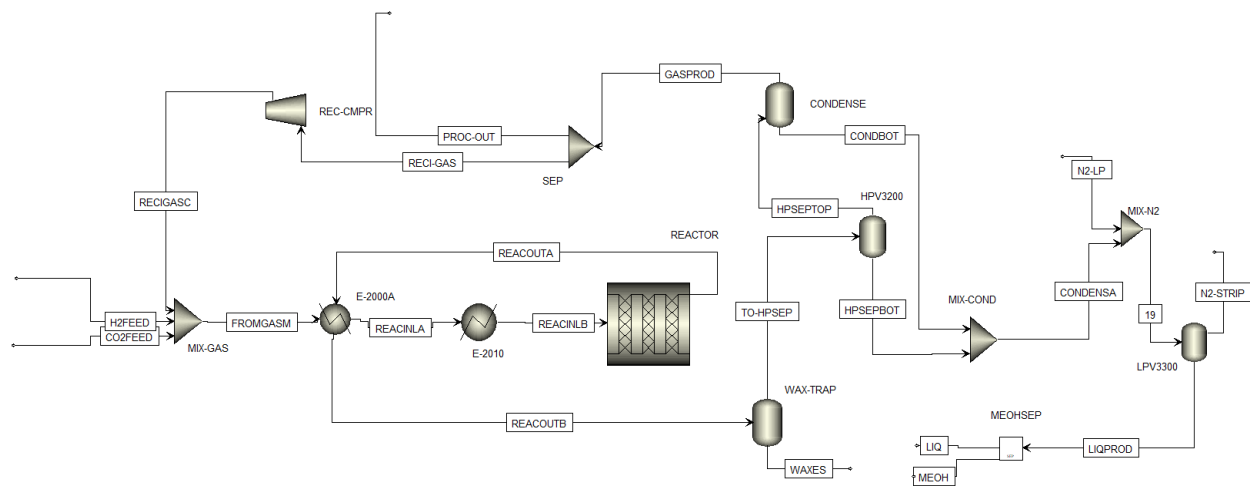 GASPROD
CONDENSE
REC-CMPR
PROC-OUT
CONDBOT
RECI-GAS
SEP
N2-LP
RECIGASC
HPV3200
HPSEPTOP
MIX-N2
REACTOR
REACOUTA
E-2000A
MIX-COND
CONDENSA
N2-STRIP
TO-HPSEP
HPSEPBOT
19
H2FEED
FROMGASM
REACINLA
REACINLB
CO2FEED
MIX-GAS
E-2010
LPV3300
WAX-TRAP
REACOUTB
MEOHSEP
LIQ
LIQPROD
WAXES
MEOH